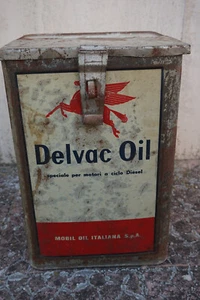 Delvac Oil
speciale per motori a ciclo Diesel
MOBIL OIL ITALIANA S.p.A.